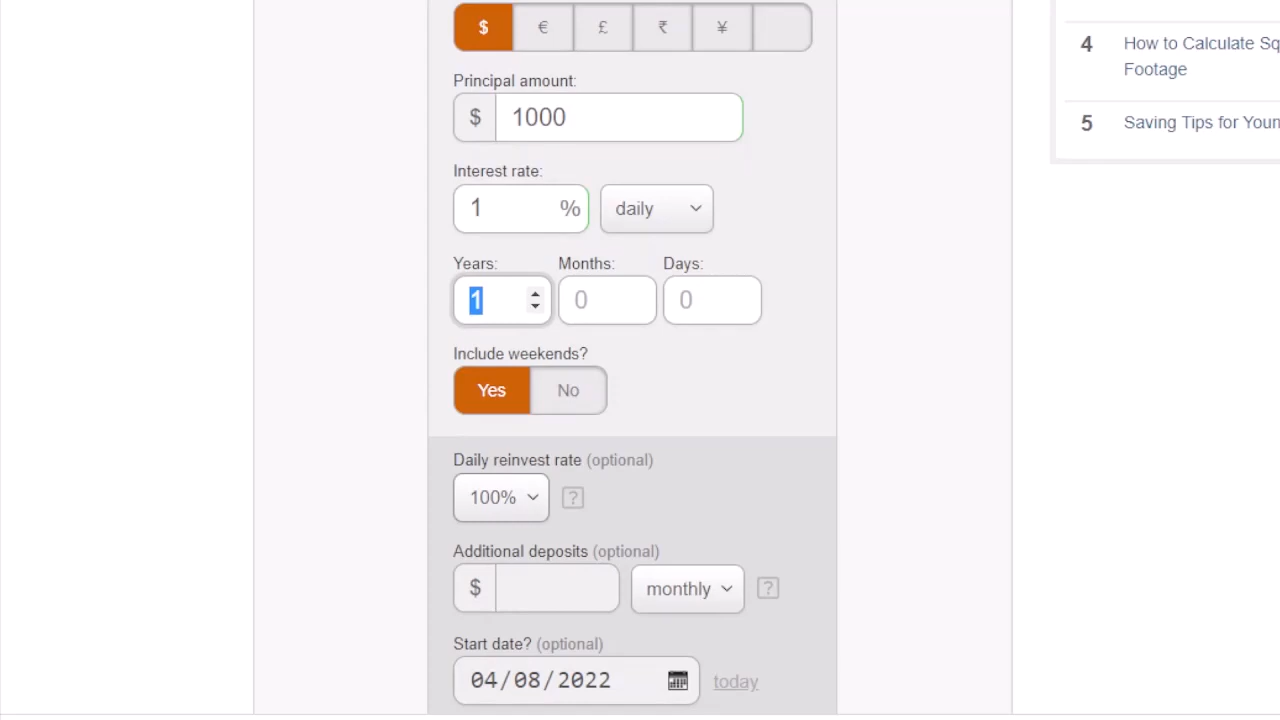 $ € £ ₹ ¥
Principal amount:
$ 1000
Interest rate:
1 % daily
Years: Months: Days:
1 0 0
Include weekends?
Yes No
Daily reinvest rate (optional)
100% ?
Additional deposits (optional)
$ monthly ?
Start date? (optional)
04/08/2022 today
4 How to Calculate Sq
Footage
5 Saving Tips for Youn